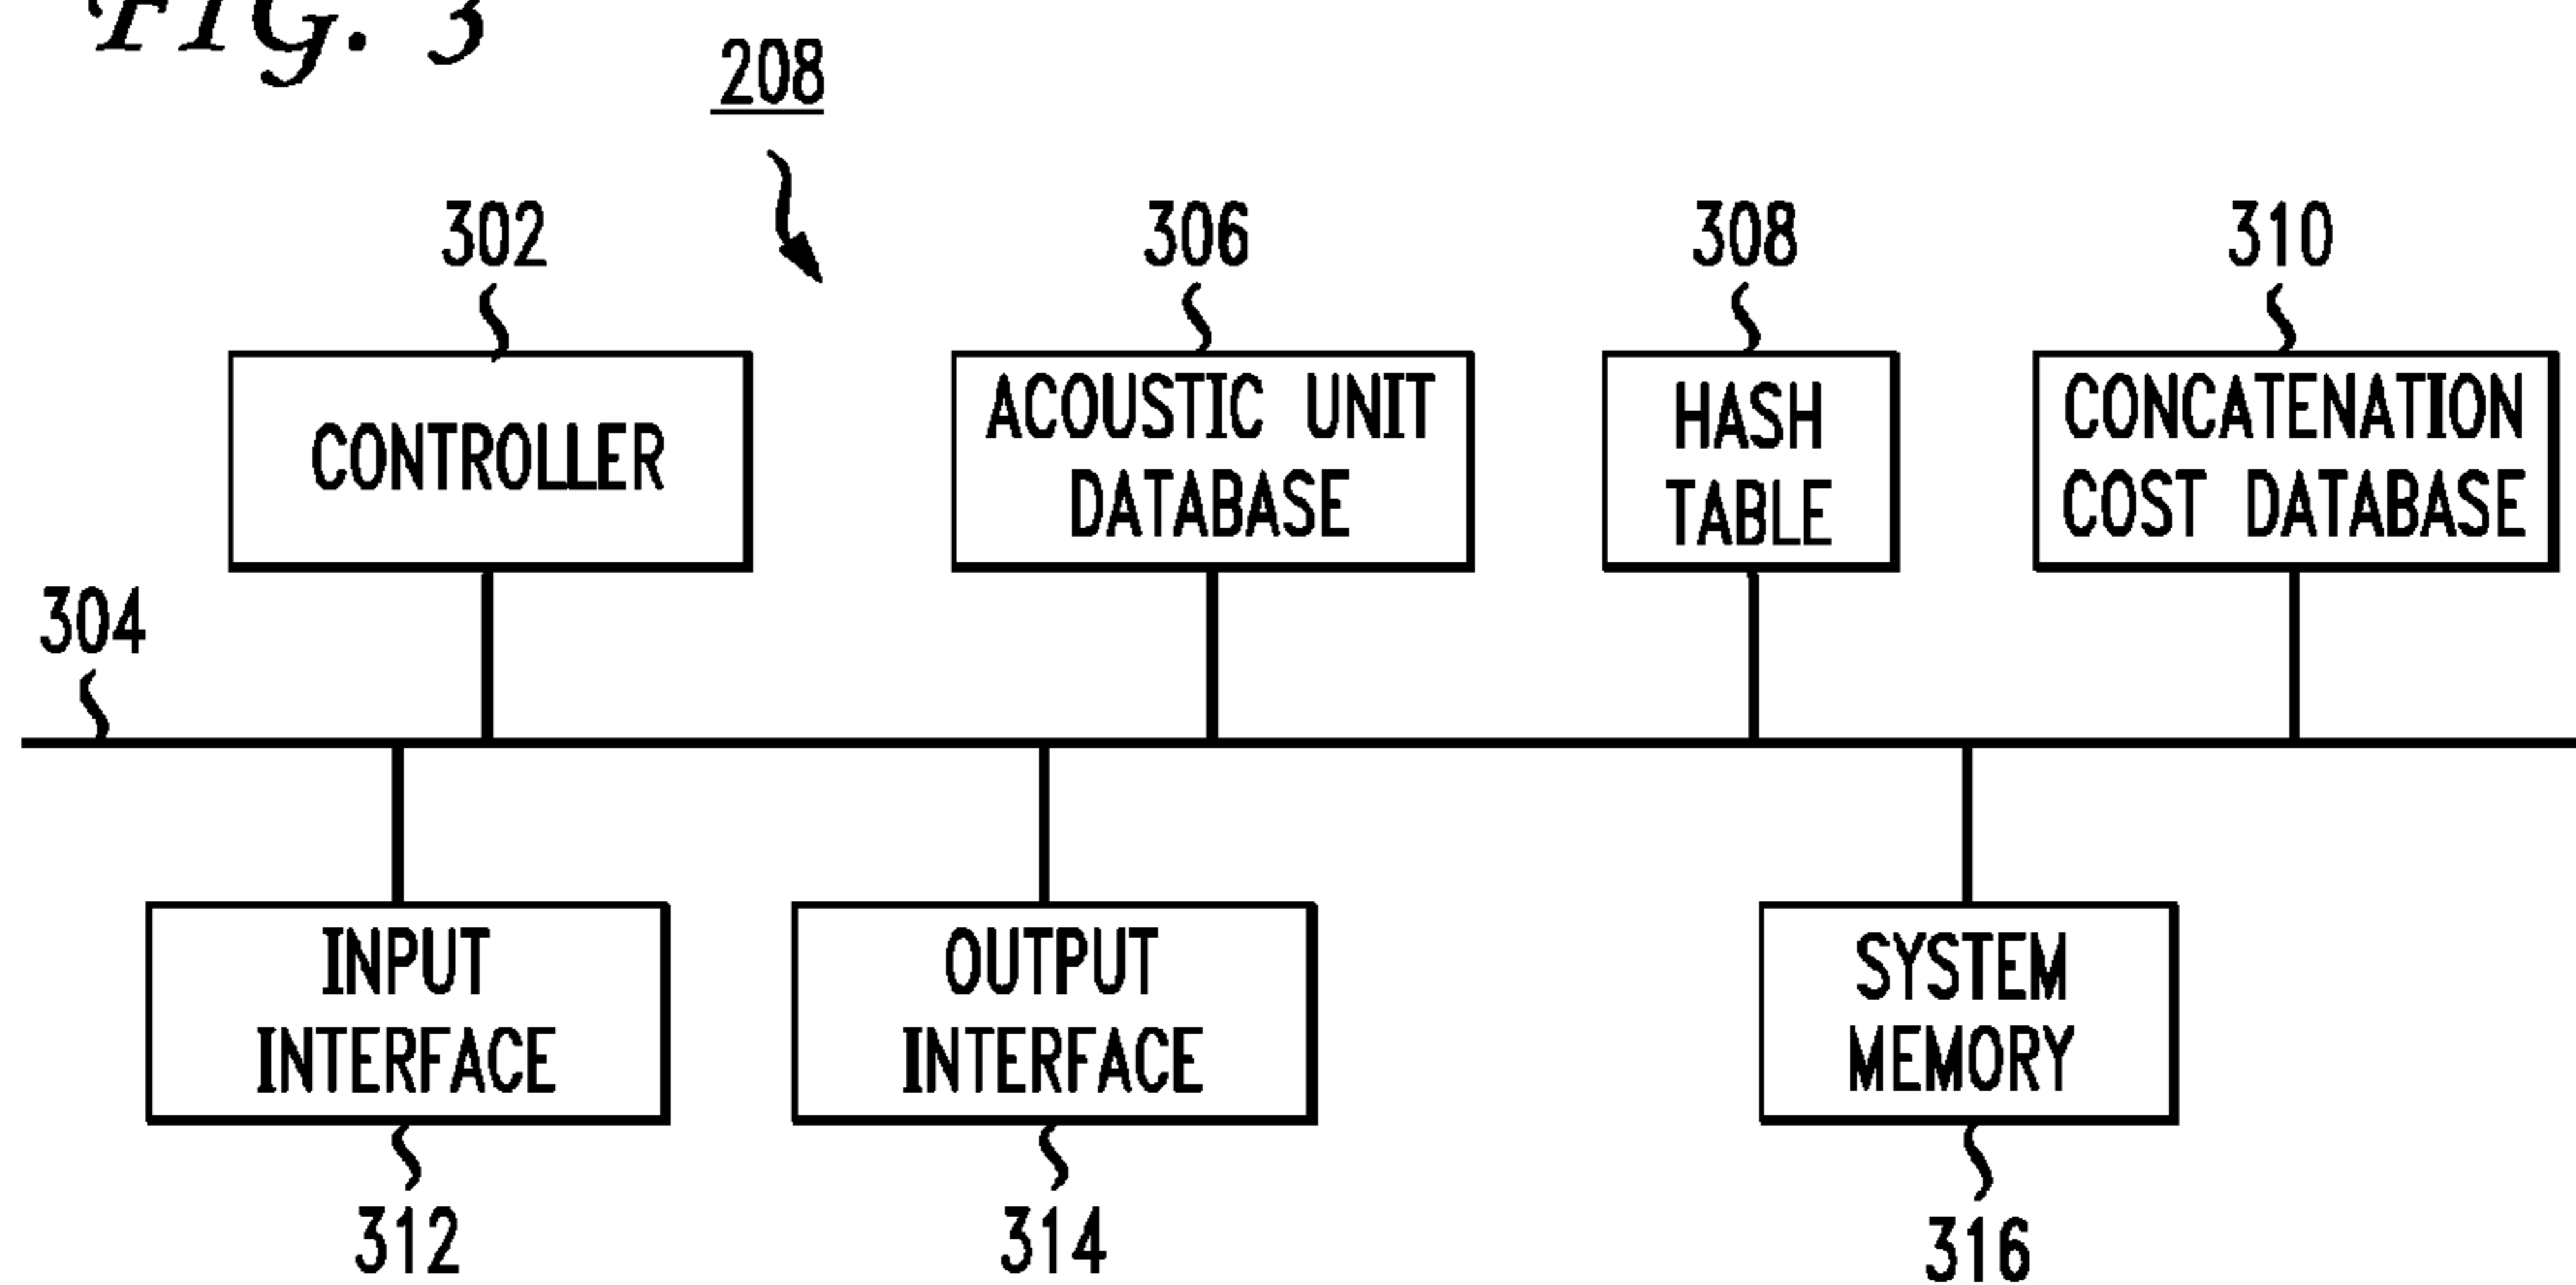 FIG. 3
208
302
306
308
310
CONTROLLER
ACOUSTIC UNIT
DATABASE
HASH
TABLE
CONCATENATION
COST DATABASE
304
INPUT
INTERFACE
OUTPUT
INTERFACE
SYSTEM
MEMORY
312
314
316